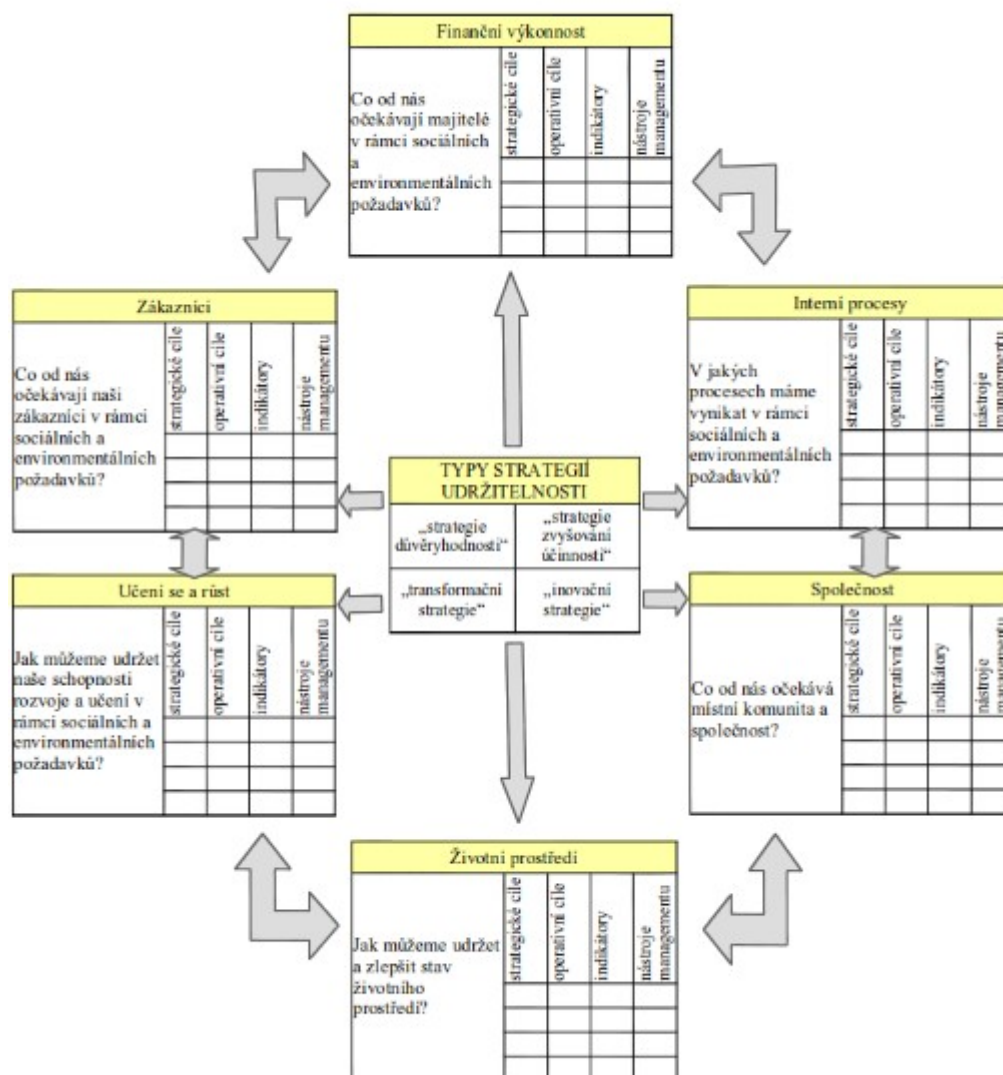 Finanční výkonnost
Co od nás
očekávají majitelé
v rámci sociálních
a
environmentálních
požadavků?
strategické cíle
operativní cíle
indikátory
nástroje
managementu
Zákazníci
Co od nás
očekávají naši
zákazníci v rámci
sociálních a
environmentálních
požadavků?
strategické cíle
operativní cíle
indikátory
nástroje
managementu
Interní procesy
V jakých
procesech máme
vynikat v rámci
sociálních a
environmentálních
požadavků?
strategické cíle
operativní cíle
indikátory
nástroje
managementu
TYPY STRATEGIÍ
UDRŽITELNOSTI
„strategie
důvěryhodnosti“
„strategie
zvyšování
účinnosti“
„transformační
strategie“
„inovační
strategie“
Učení se a růst
Jak můžeme udržet
naše schopnosti
rozvoje a učení v
rámci sociálních a
environmentálních
požadavků?
strategické cíle
operativní cíle
indikátory
nástroje
managementu
Společnost
Co od nás očekává
místní komunita a
společnost?
strategické cíle
operativní cíle
indikátory
nástroje
managementu
Životní prostředí
Jak můžeme udržet
a zlepšit stav
životního
prostředí?
strategické cíle
operativní cíle
indikátory
nástroje
managementu